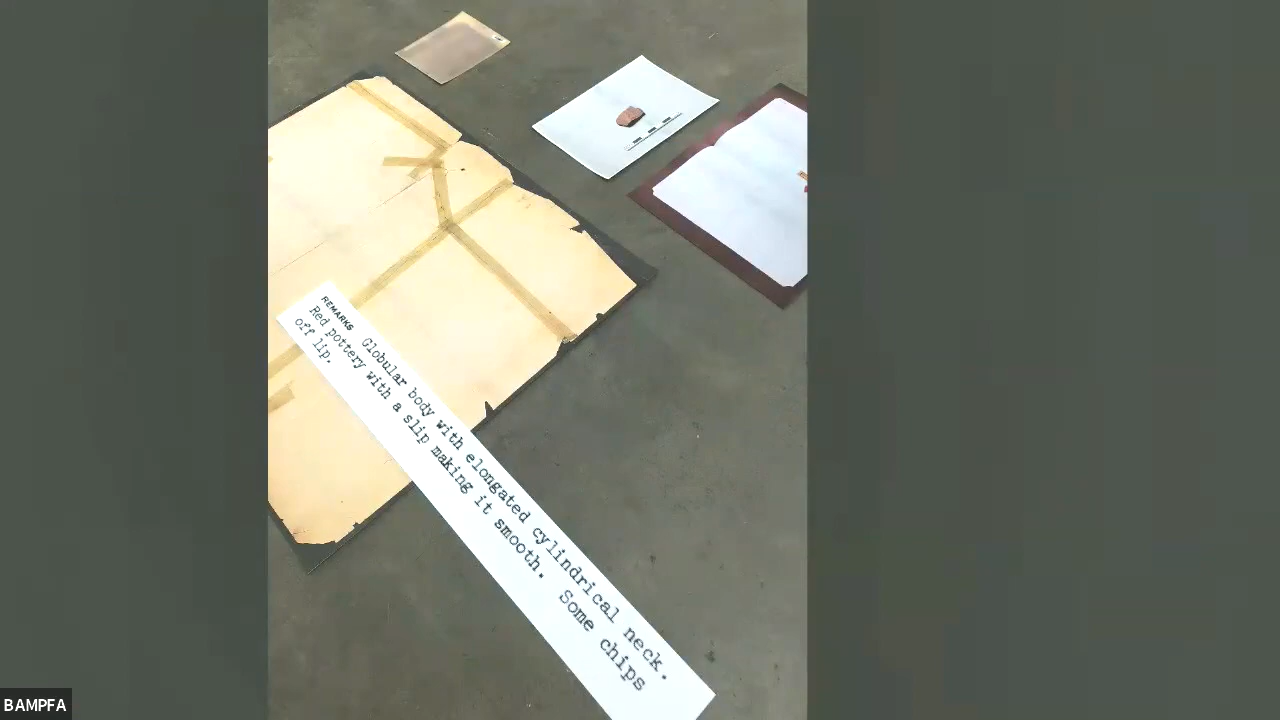 REMARKS Globular body with elongated cylindrical neck.
Red pottery with a slip making it smooth. Some chips
off lip.
BAMPFA